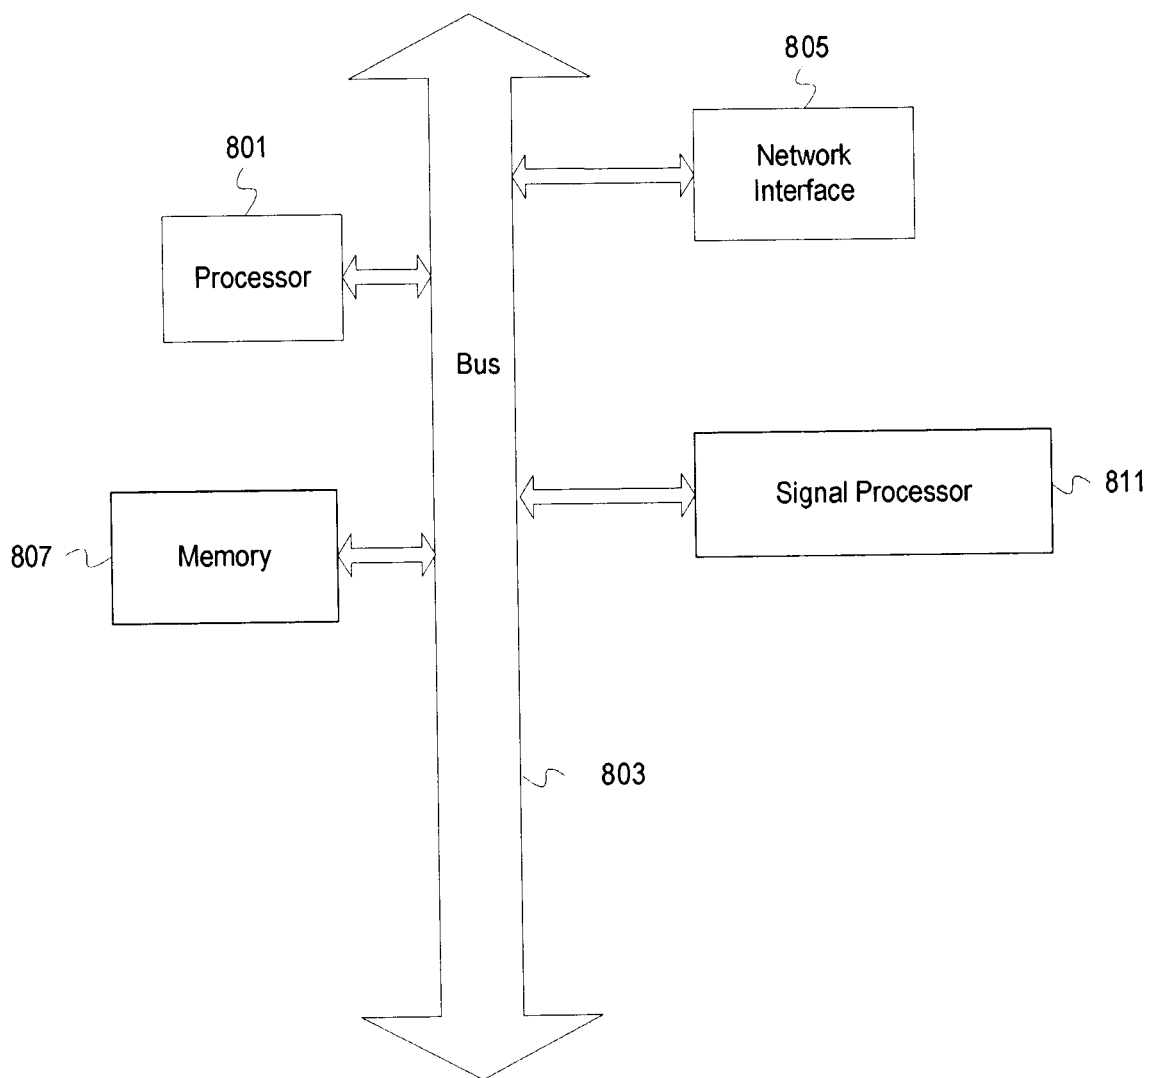 805
Network
Interface
801
Processor
Bus
Signal Processor
811
807
Memory
803